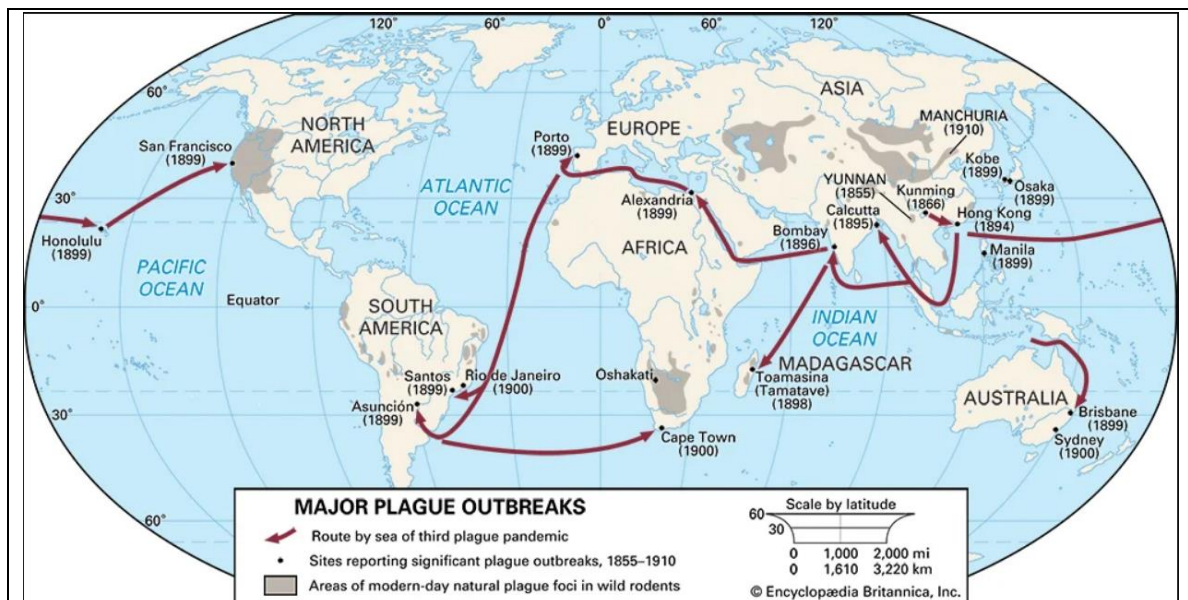 120°
60°
0°
60°
120°
60°
ASIA
MANCHURIA
(1910)
NORTH
AMERICA
EUROPE
San Francisco
(1899)
Porto
(1899)
Kobe
(1899)
Osaka
(1899)
YUNNAN
(1855)
Kunming
(1866)
ATLANTIC
OCEAN
30°
Alexandria
(1899)
Calcutta
(1895)
Hong Kong
(1894)
Honolulu
(1899)
AFRICA
Bombay
(1896)
Manila
(1899)
PACIFIC
OCEAN
Equator
0°
SOUTH
AMERICA
INDIAN
OCEAN
MADAGASCAR
Santos
(1899)
Rio de Janeiro
(1900)
Oshakati
Toamasina
(Tamatave)
(1898)
AUSTRALIA
Asunción
(1899)
30°
Brisbane
(1899)
Cape Town
(1900)
Sydney
(1900)
60°
MAJOR PLAGUE OUTBREAKS
Route by sea of third plague pandemic
Sites reporting significant plague outbreaks, 1855–1910
Areas of modern-day natural plague foci in wild rodents
Scale by latitude
60
30
0 1,000 2,000 mi
0 1,610 3,220 km
© Encyclopædia Britannica, Inc.